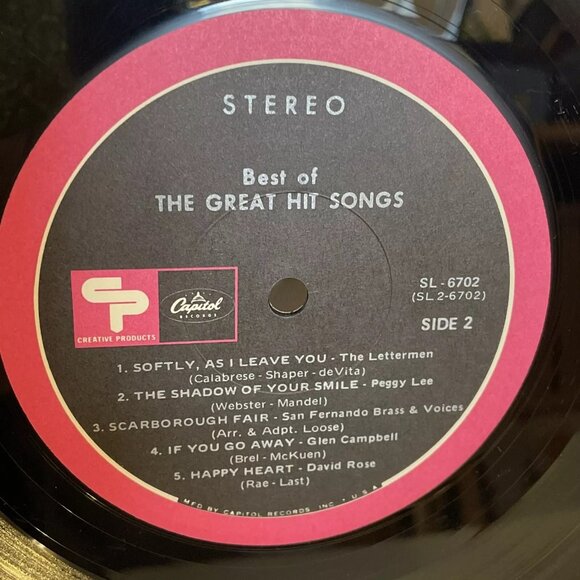 STEREO
Best of
THE GREAT HIT SONGS
SL-6702
(SL2-6702)
SIDE 2
CP
CREATIVE PRODUCTS
Capitol
RECORDS
1. SOFTLY, AS I LEAVE YOU - The Lettermen
(Calabrese - Shaper - deVita)
2. THE SHADOW OF YOUR SMILE - Peggy Lee
(Webster - Mandel)
3. SCARBOROUGH FAIR - San Fernando Brass & Voices
(Arr. & Adpt. Loose)
4. IF YOU GO AWAY - Glen Campbell
(Brel - McKuen)
5. HAPPY HEART - David Rose
(Rae - Last)
MFD BY CAPITOL RECORDS, INC. • U.S.A.